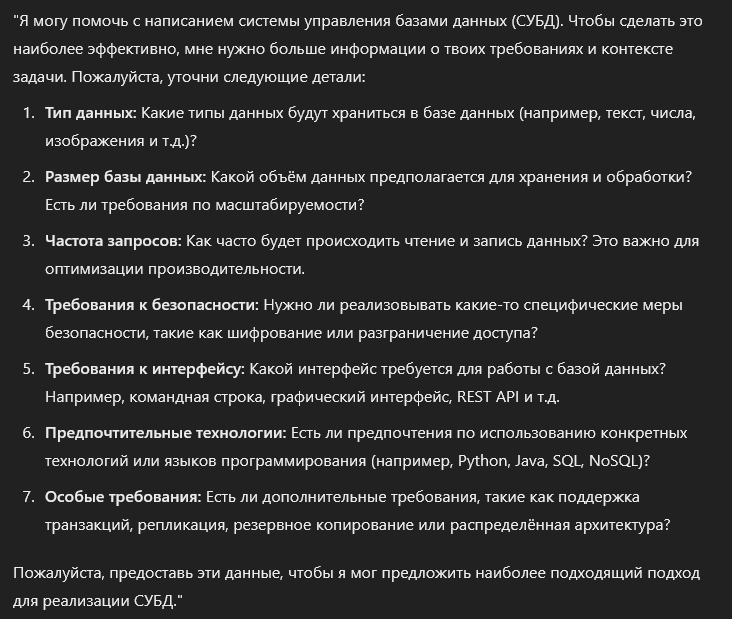 "Я могу помочь с написанием системы управления базами данных (СУБД). Чтобы сделать это
наиболее эффективно, мне нужно больше информации о твоих требованиях и контексте
задачи. Пожалуйста, уточни следующие детали:
1. Тип данных: Какие типы данных будут храниться в базе данных (например, текст, числа,
изображения и т.д.)?
2. Размер базы данных: Какой объём данных предполагается для хранения и обработки?
Есть ли требования по масштабируемости?
3. Частота запросов: Как часто будет происходить чтение и запись данных? Это важно для
оптимизации производительности.
4. Требования к безопасности: Нужно ли реализовывать какие-то специфические меры
безопасности, такие как шифрование или разграничение доступа?
5. Требования к интерфейсу: Какой интерфейс требуется для работы с базой данных?
Например, командная строка, графический интерфейс, REST API и т.д.
6. Предпочтительные технологии: Есть ли предпочтения по использованию конкретных
технологий или языков программирования (например, Python, Java, SQL, NoSQL)?
7. Особые требования: Есть ли дополнительные требования, такие как поддержка
транзакций, репликация, резервное копирование или распределённая архитектура?
Пожалуйста, предоставь эти данные, чтобы я мог предложить наиболее подходящий подход
для реализации СУБД."